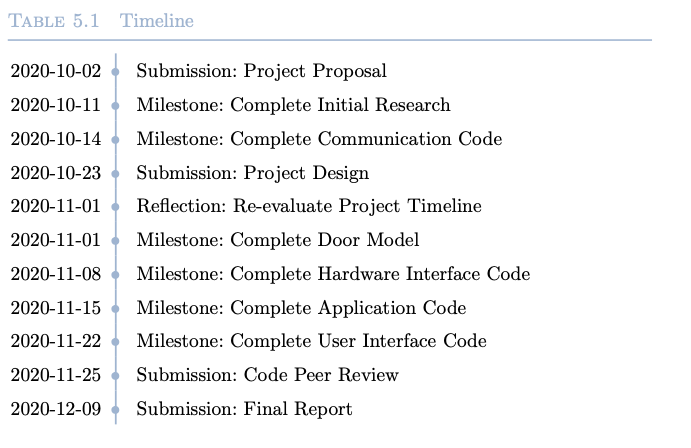 TABLE 5.1 Timeline
2020-10-02 Submission: Project Proposal
2020-10-11 Milestone: Complete Initial Research
2020-10-14 Milestone: Complete Communication Code
2020-10-23 Submission: Project Design
2020-11-01 Reflection: Re-evaluate Project Timeline
2020-11-01 Milestone: Complete Door Model
2020-11-08 Milestone: Complete Hardware Interface Code
2020-11-15 Milestone: Complete Application Code
2020-11-22 Milestone: Complete User Interface Code
2020-11-25 Submission: Code Peer Review
2020-12-09 Submission: Final Report